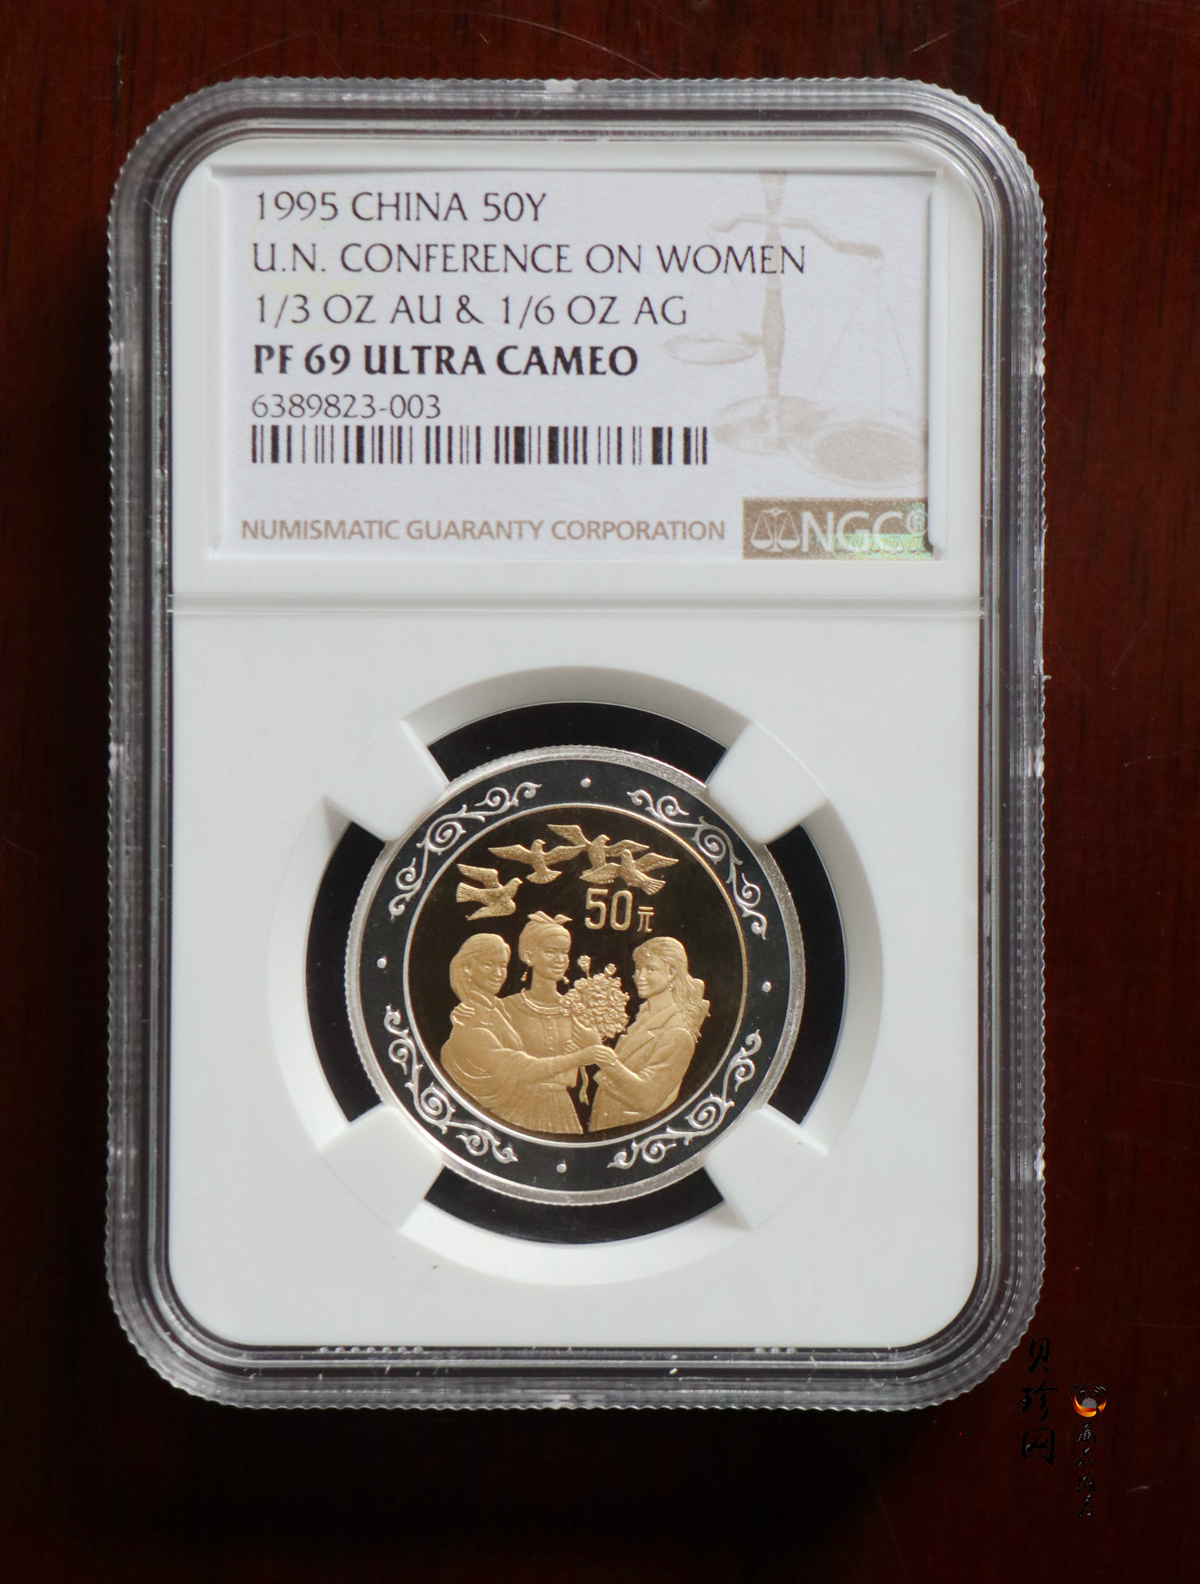 1995 CHINA 50Y
U.N. CONFERENCE ON WOMEN
1/3 OZ AU & 1/6 OZ AG
PF 69 ULTRA CAMEO
6389823-003
NUMISMATIC GUARANTY CORPORATION
NGC®
50元
贝珍网